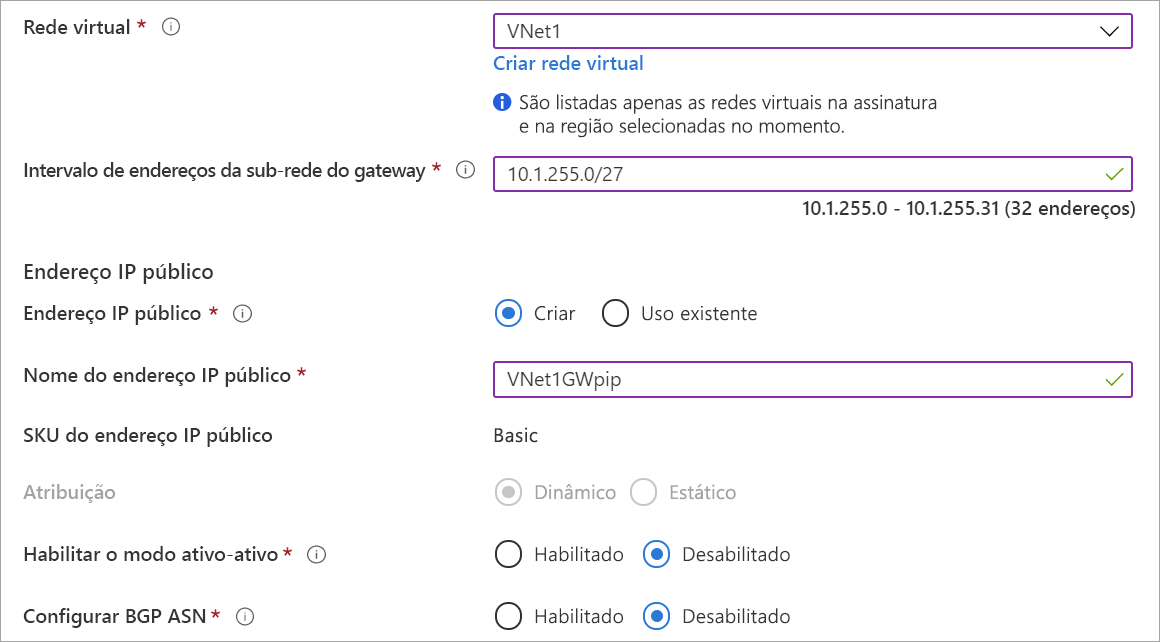 Rede virtual *
VNet1
Criar rede virtual
São listadas apenas as redes virtuais na assinatura
e na região selecionadas no momento.
Intervalo de endereços da sub-rede do gateway *
10.1.255.0/27
10.1.255.0 - 10.1.255.31 (32 endereços)
Endereço IP público
Endereço IP público *
Criar Uso existente
Nome do endereço IP público *
VNet1GWpip
SKU do endereço IP público
Basic
Atribuição
Dinâmico Estático
Habilitar o modo ativo-ativo *
Habilitado Desabilitado
Configurar BGP ASN *
Habilitado Desabilitado